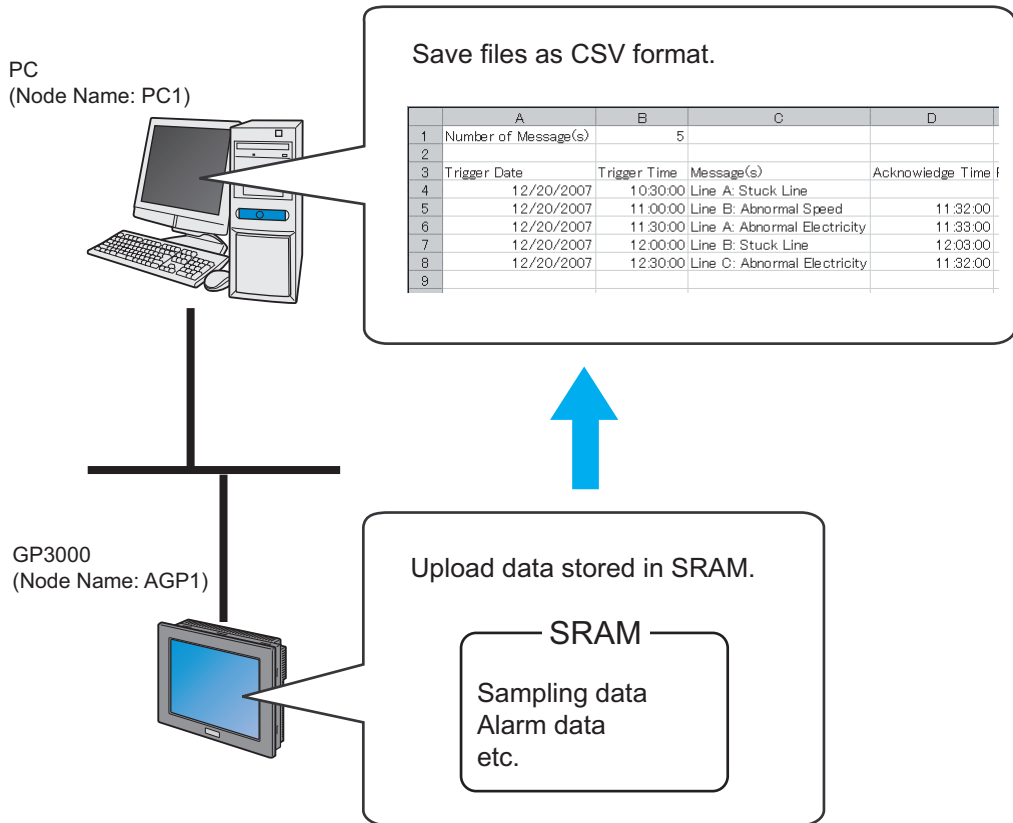 PC
(Node Name: PC1)
Save files as CSV format.
A B C D
1 Number of Message(s) 5
2
3 Trigger Date Trigger Time Message(s) Acknowiedge Time
4 12/20/2007 10:30:00 Line A: Stuck Line
5 12/20/2007 11:00:00 Line B: Abnormal Speed 11:32:00
6 12/20/2007 11:30:00 Line A: Abnormal Electricity 11:33:00
7 12/20/2007 12:00:00 Line B: Stuck Line 12:03:00
8 12/20/2007 12:30:00 Line C: Abnormal Electricity 11:32:00
9
GP3000
(Node Name: AGP1)
Upload data stored in SRAM.
SRAM
Sampling data
Alarm data
etc.